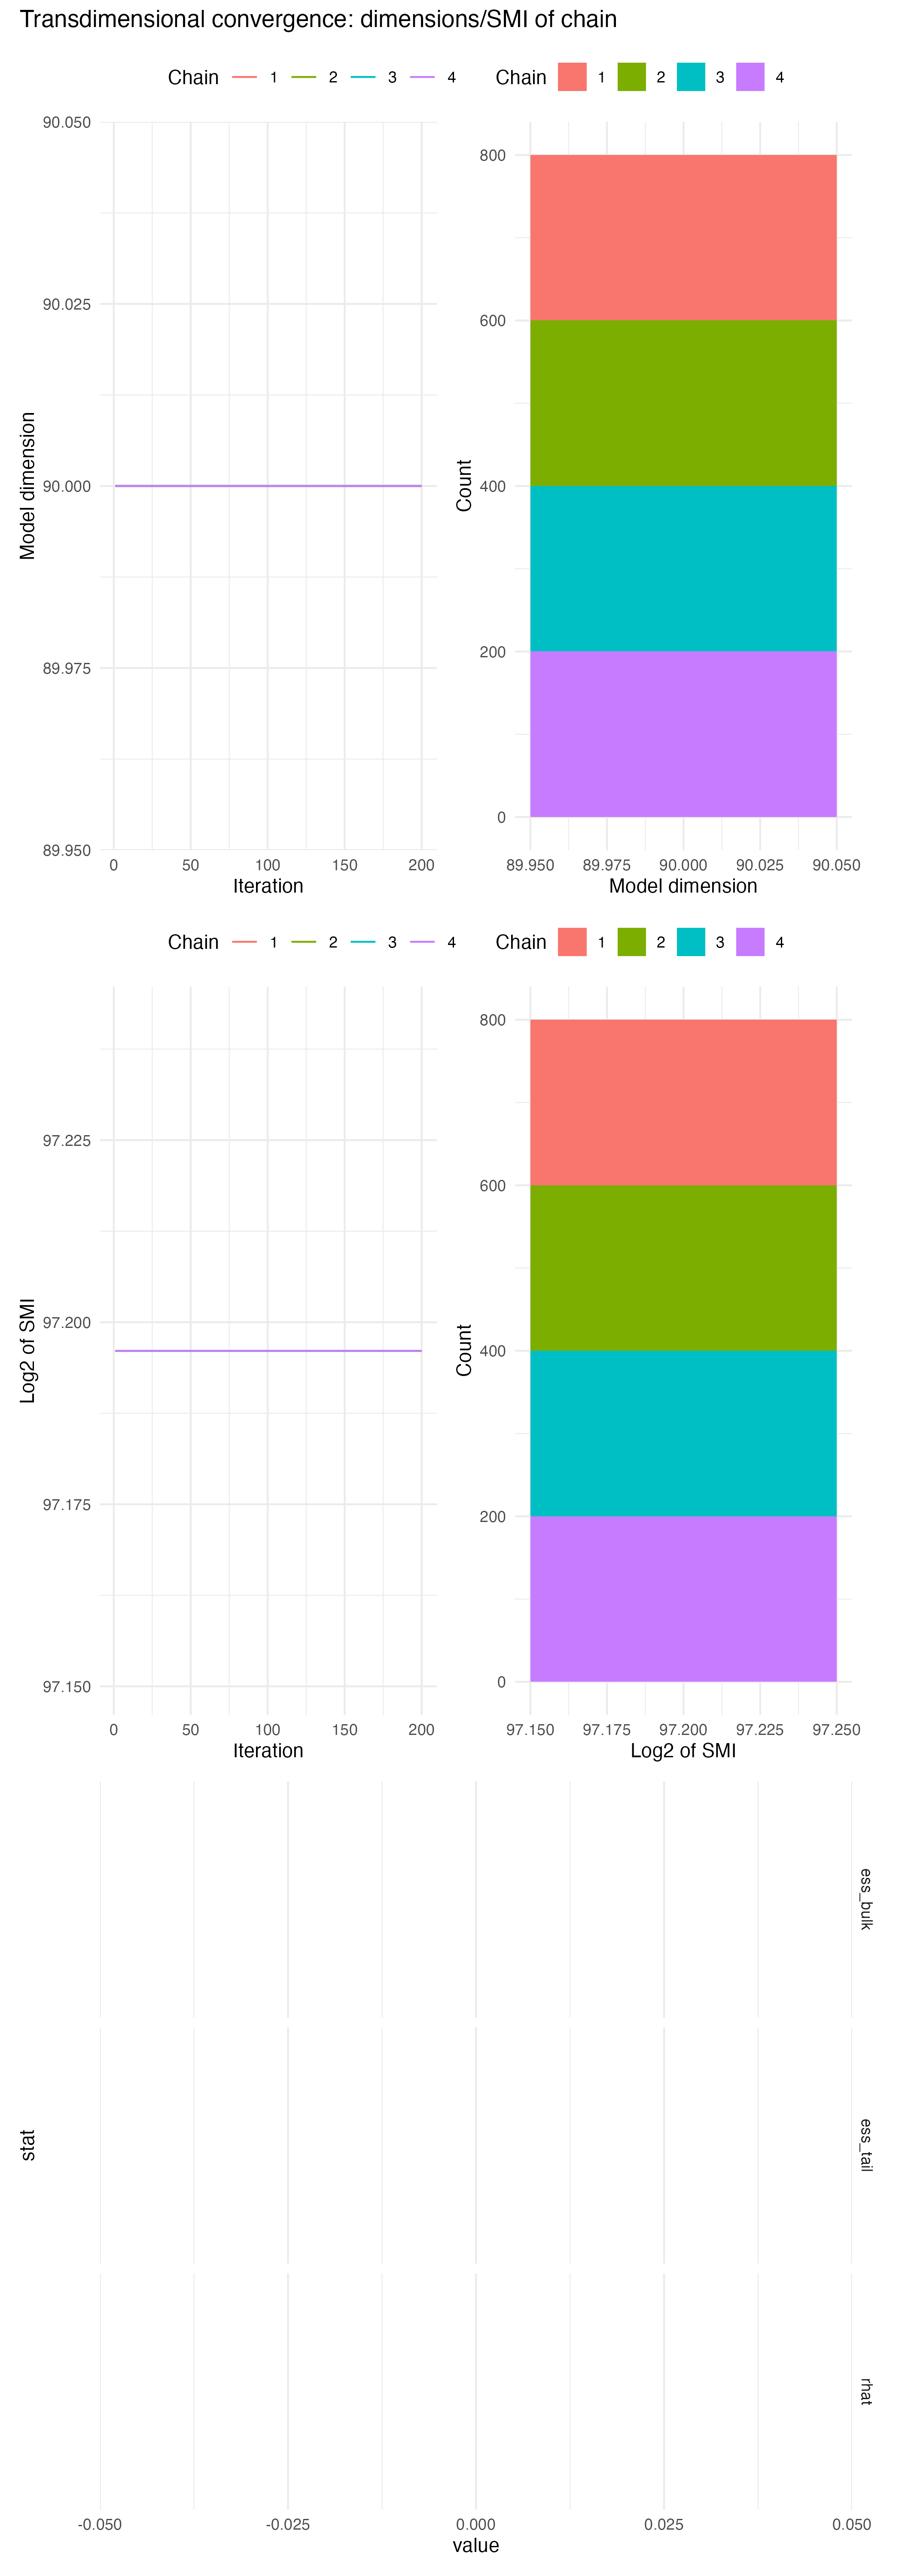 Transdimensional convergence: dimensions/SMI of chain
Chain 1 2 3 4
Chain 1 2 3 4
90.050
90.025
90.000
89.975
89.950
Model dimension
0 50 100 150 200
Iteration
800
600
400
200
0
Count
89.950 89.975 90.000 90.025 90.050
Model dimension
Chain 1 2 3 4
Chain 1 2 3 4
97.225
97.200
97.175
97.150
Log2 of SMI
0 50 100 150 200
Iteration
800
600
400
200
0
Count
97.150 97.175 97.200 97.225 97.250
Log2 of SMI
ess_bulk
ess_tail
rhat
stat
-0.050 -0.025 0.000 0.025 0.050
value